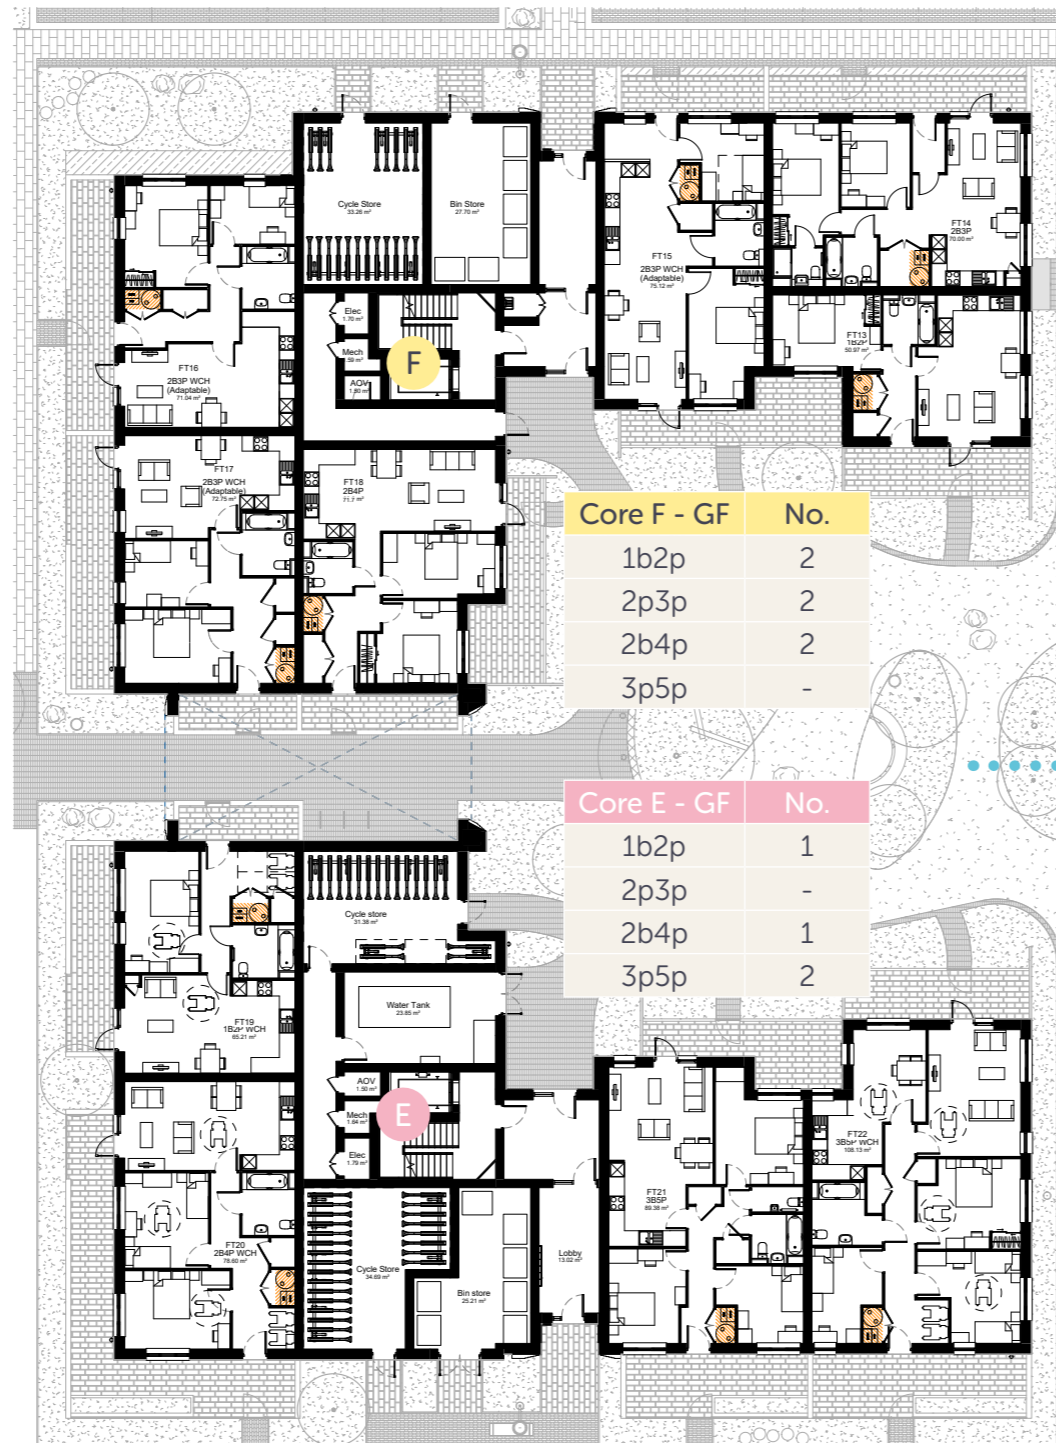 Cycle Store
33.26 m²
Bin Store
27.70 m²
FT14
2B3P
70.00 m²
FT15
2B3P WCH
(Adaptable)
75.12 m²
Elec
1.70 m²
Mech
AOV
F
FT13
1B2P
50.97 m²
FT16
2B3P WCH
(Adaptable)
71.04 m²
FT17
2B3P WCH
(Adaptable)
72.75 m²
FT18
2B4P
Core F - GF No.
1b2p 2
2p3p 2
2b4p 2
3p5p -
Core E - GF No.
1b2p 1
2p3p -
2b4p 1
3p5p 2
Cycle store
31.38 m²
Water Tank
23.85 m²
FT19
1B2P WCH
65.21 m²
AOV
1.50 m²
Mech
1.64 m²
Elec
1.79 m²
E
FT22
3B5P WCH
108.13 m²
FT21
3B5P
89.38 m²
FT20
2B4P WCH
78.60 m²
Cycle Store
34.69 m²
Bin store
25.21 m²
Lobby
13.02 m²